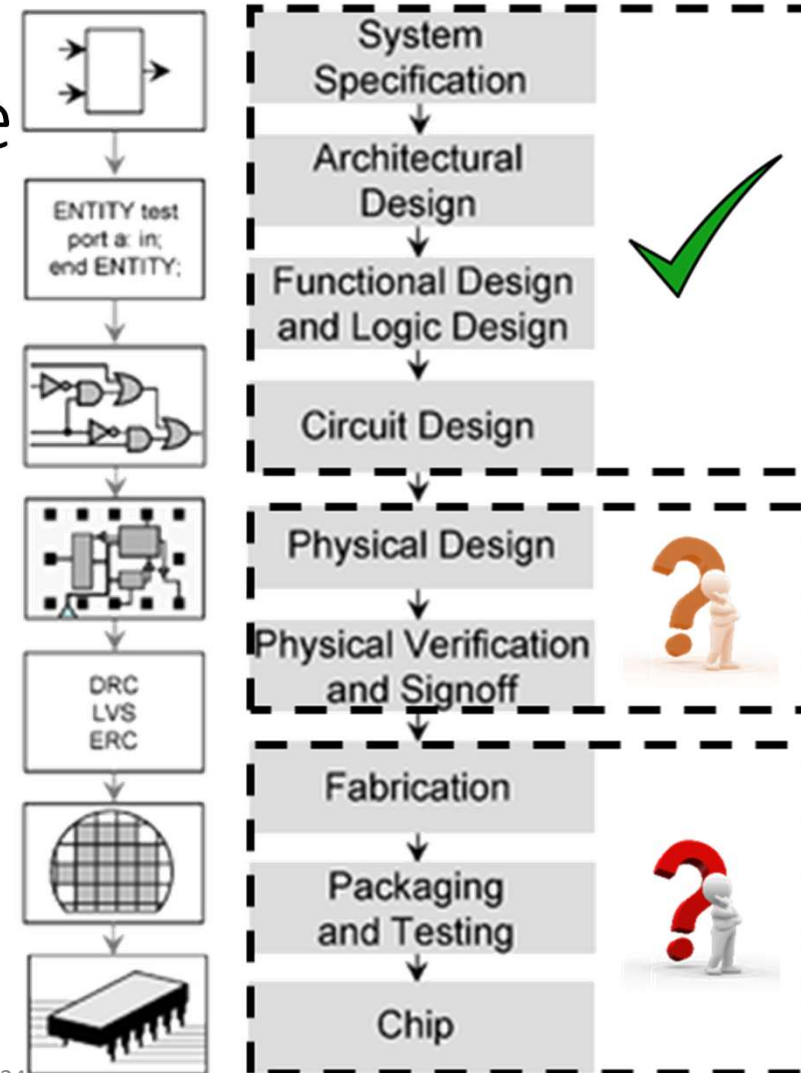 e
ENTITY test
port a: in;
end ENTITY;
DRC
LVS
ERC
System
Specification
Architectural
Design
Functional Design
and Logic Design
Circuit Design
Physical Design
Physical Verification
and Signoff
Fabrication
Packaging
and Testing
Chip